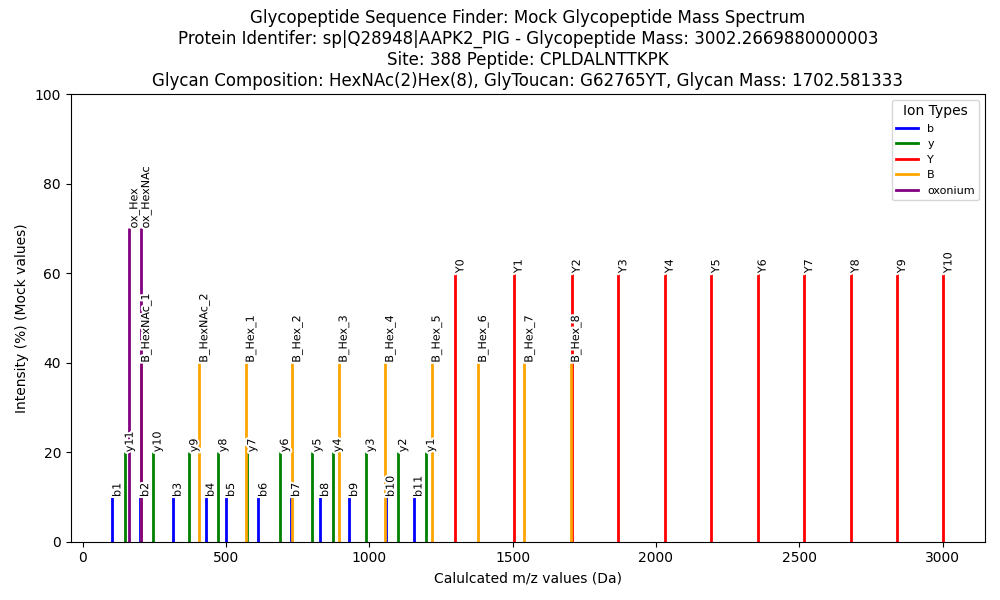 Glycopeptide Sequence Finder: Mock Glycopeptide Mass Spectrum
Protein Identifer: sp|Q28948|AAPK2_PIG - Glycopeptide Mass: 3002.2669880000003
Site: 388 Peptide: CPLDALNTTKPK
Glycan Composition: HexNAc(2)Hex(8), GlyToucan: G62765YT, Glycan Mass: 1702.581333
Intensity (%) (Mock values)
100
80
60
40
20
0
Ion Types
b
y
Y
B
oxonium
ox_Hex
ox_HexNAc
B_HexNAc_1
B_HexNAc_2
B_Hex_1
B_Hex_2
B_Hex_3
B_Hex_4
B_Hex_5
B_Hex_6
B_Hex_7
B_Hex_8
Y0
Y1
Y2
Y3
Y4
Y5
Y6
Y7
Y8
Y9
Y10
y11
y10
y9
y8
y7
y6
y5
y4
y3
y2
y1
b1
b2
b3
b4
b5
b6
b7
b8
b9
b10
b11
0
500
1000
1500
2000
2500
3000
Calulcated m/z values (Da)